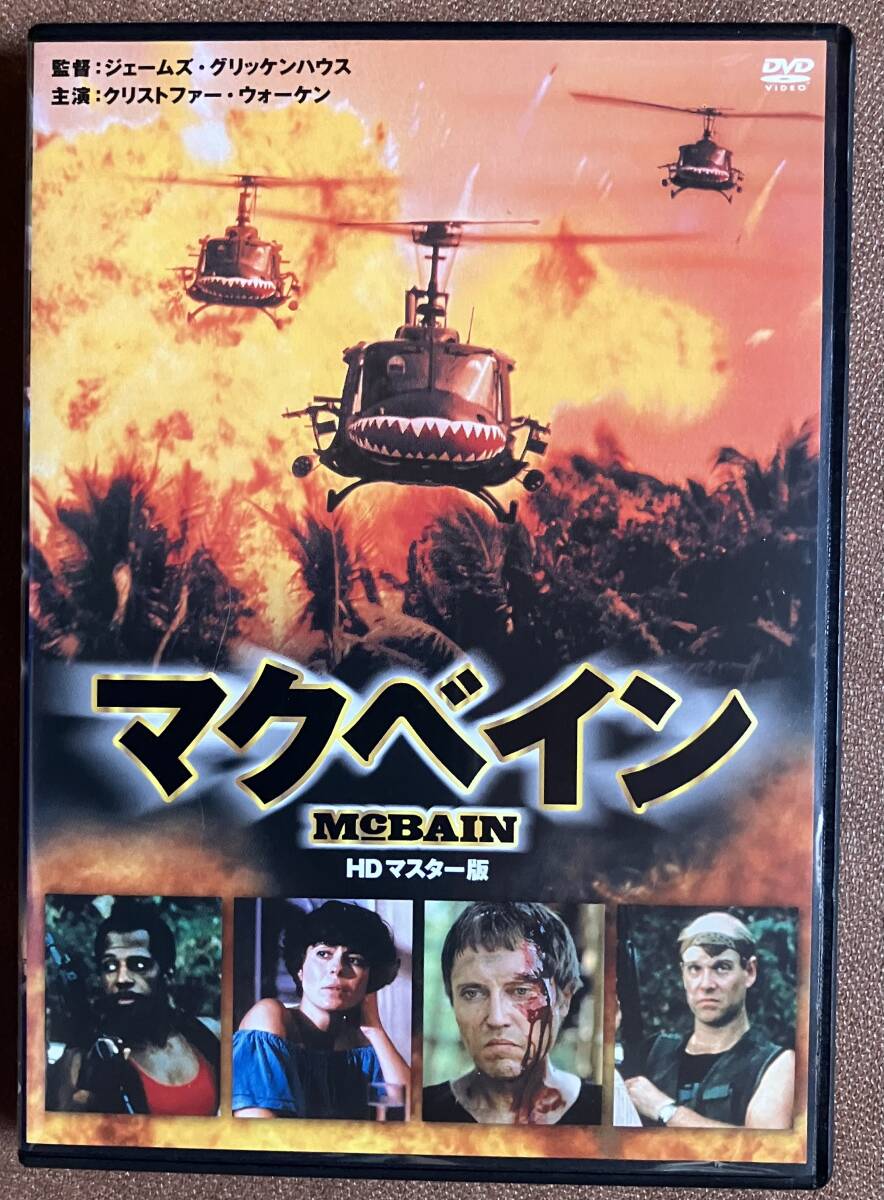 監督:ジェームズ・グリッケンハウス
主演:クリストファー・ウォーケン
DVD
VIDEO
マクベイン
McBAIN
HDマスター版